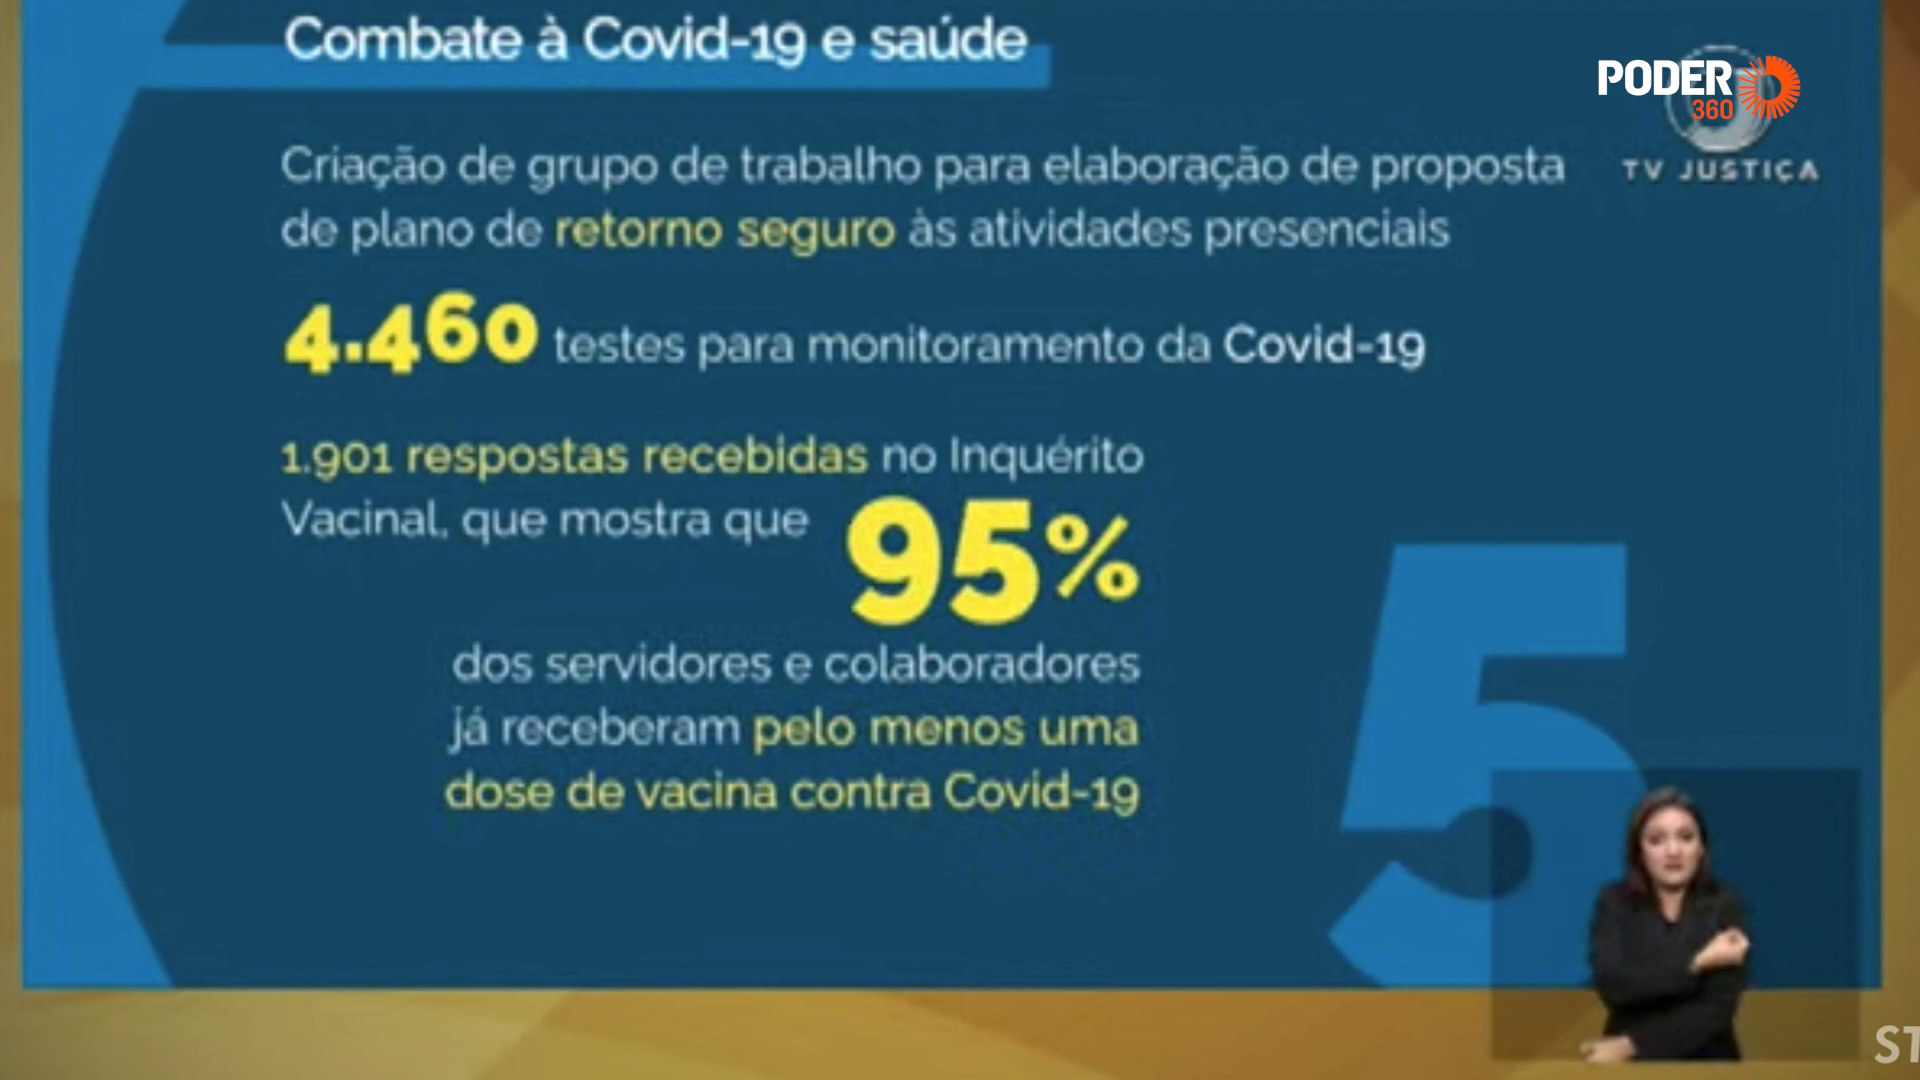 Combate à Covid-19 e saúde
PODER
360
TV JUSTIÇA
Criação de grupo de trabalho para elaboração de proposta
de plano de retorno seguro às atividades presenciais
4.460 testes para monitoramento da Covid-19
1.901 respostas recebidas no Inquérito
Vacinal, que mostra que 95%
dos servidores e colaboradores
já receberam pelo menos uma
dose de vacina contra Covid-19
5
ST